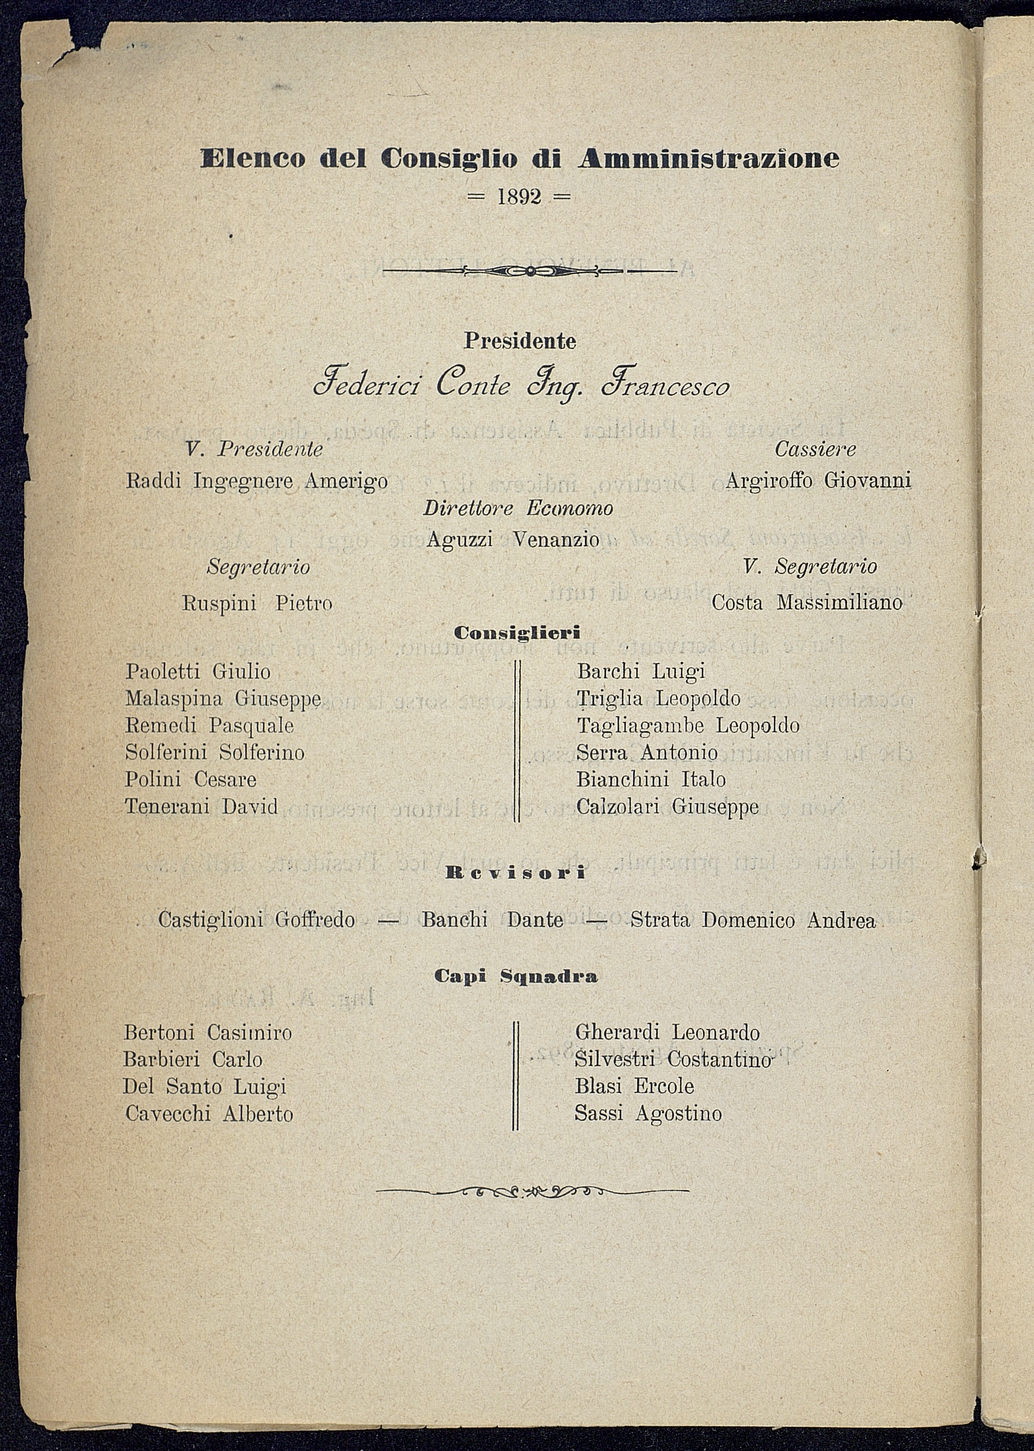 Elenco del Consiglio di Amministrazione
= 1892 =
Presidente
Federici Conte Ing. Francesco
V. Presidente
Raddi Ingegnere Amerigo
Cassiere
Argiroffo Giovanni
Direttore Economo
Aguzzi Venanzio
Segretario
Ruspini Pietro
V. Segretario
Costa Massimiliano
Consiglieri
Paoletti Giulio
Malaspina Giuseppe
Remedi Pasquale
Solferini Solferino
Polini Cesare
Tenerani David
Barchi Luigi
Triglia Leopoldo
Tagliagambe Leopoldo
Serra Antonio
Bianchini Italo
Calzolari Giuseppe
Revisori
Castiglioni Goffredo — Banchi Dante — Strata Domenico Andrea
Capi Squadra
Bertoni Casimiro
Barbieri Carlo
Del Santo Luigi
Cavecchi Alberto
Gherardi Leonardo
Silvestri Costantino
Blasi Ercole
Sassi Agostino